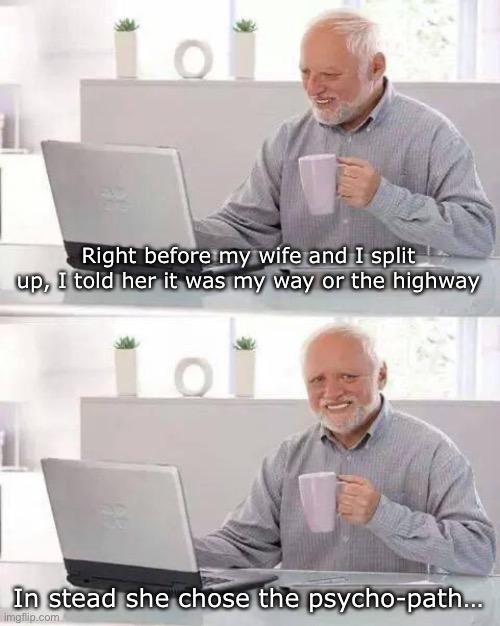 Right before my wife and I split
up, I told her it was my way or the highway
In stead she chose the psycho-path...
imgflip.com